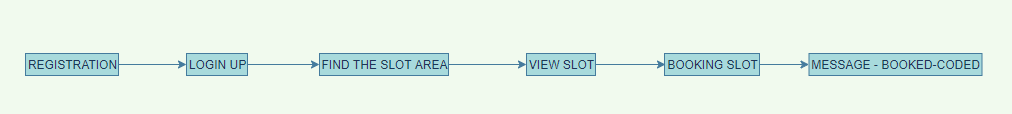 REGISTRATION
LOGIN UP
FIND THE SLOT AREA
VIEW SLOT
BOOKING SLOT
MESSAGE - BOOKED-CODED